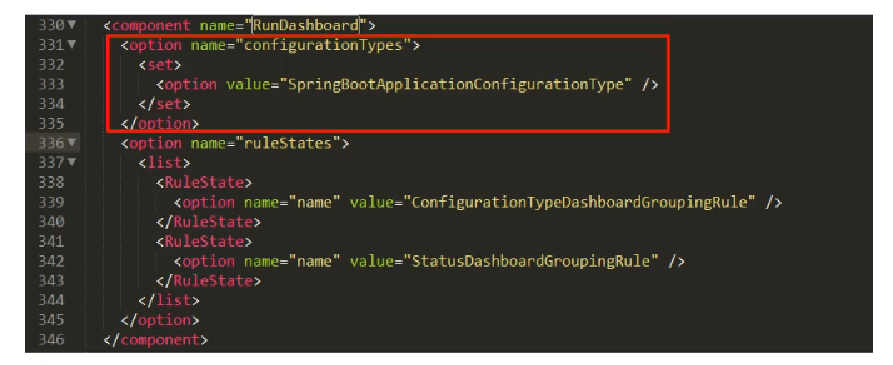 330 <component name="RunDashboard">
331 <option name="configurationTypes">
332 <set>
333 <option value="SpringBootApplicationConfigurationType" />
334 </set>
335 </option>
336 <option name="ruleStates">
337 <list>
338 <RuleState>
339 <option name="name" value="ConfigurationTypeDashboardGroupingRule" />
340 </RuleState>
341 <RuleState>
342 <option name="name" value="StatusDashboardGroupingRule" />
343 </RuleState>
344 </list>
345 </option>
346 </component>